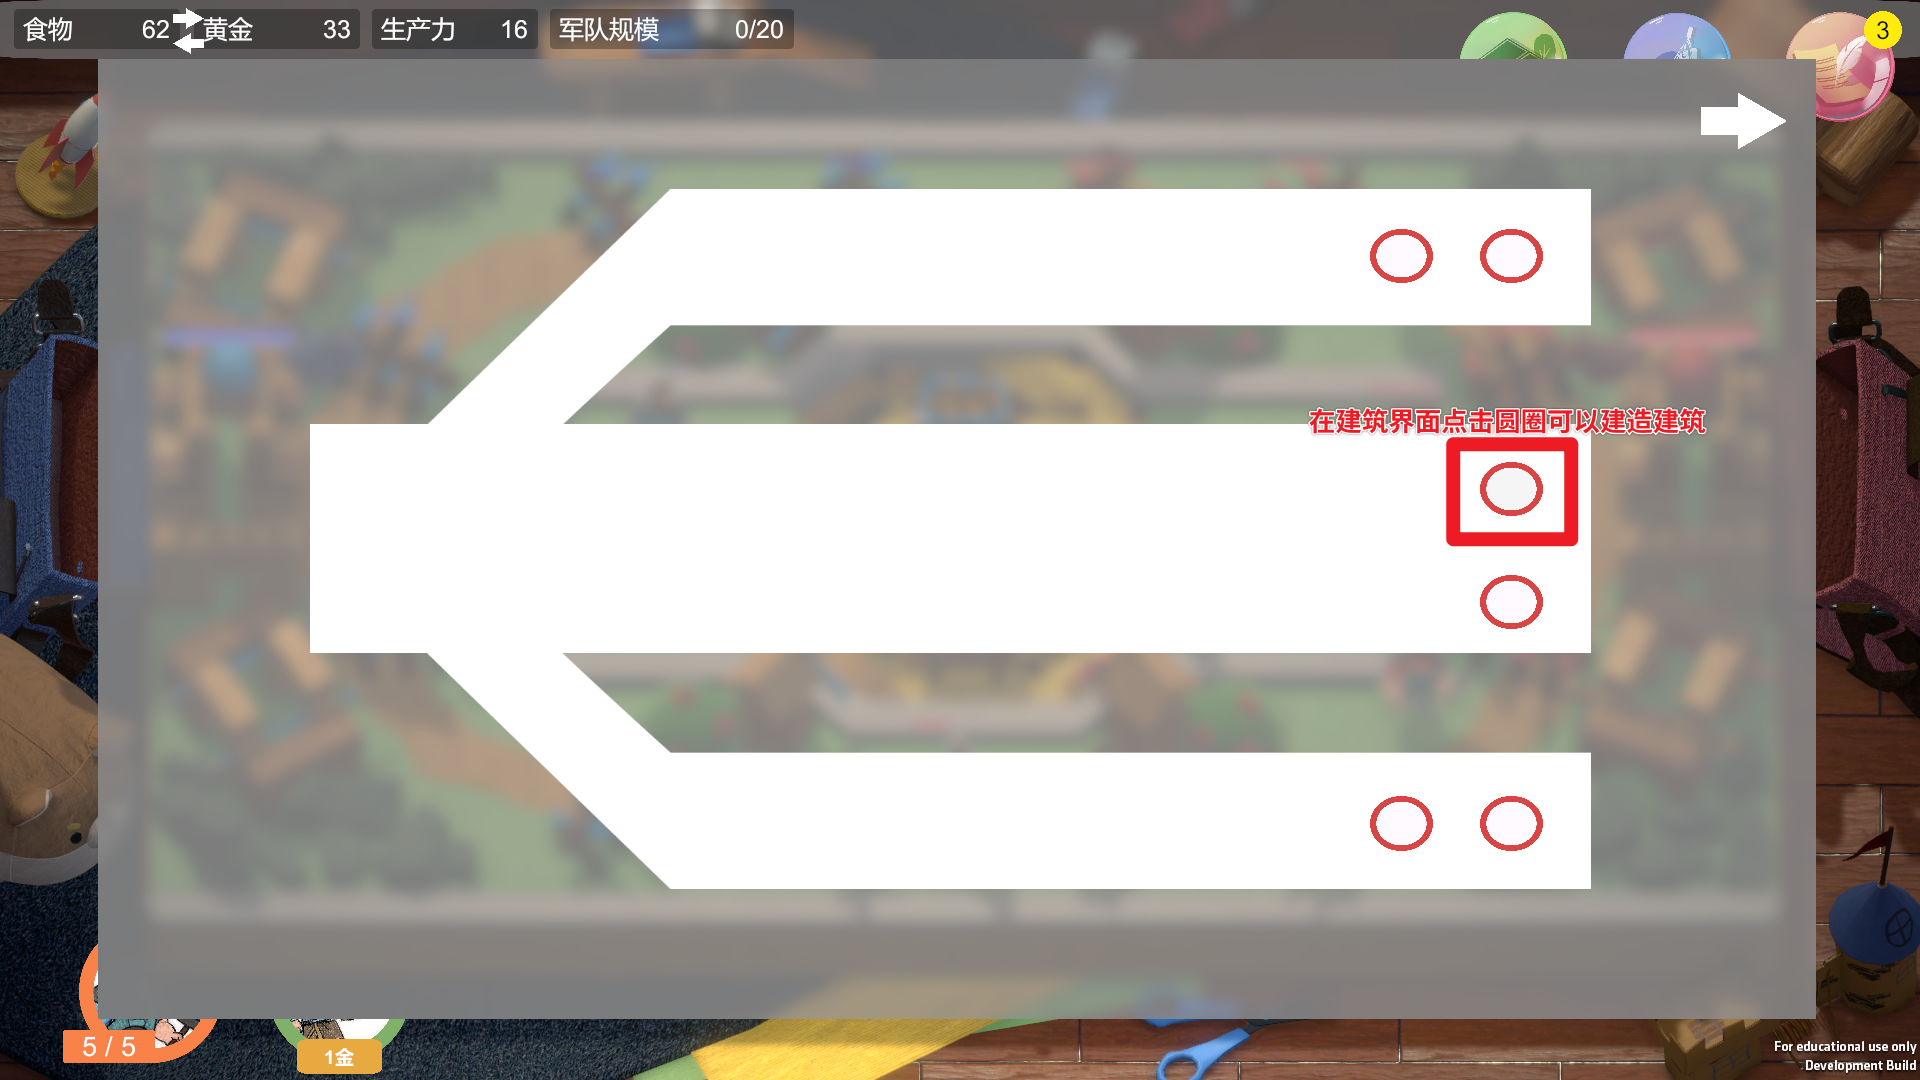 食物 62 黄金 33 生产力 16 军队规模 0/20
3
在建筑界面点击圆圈可以建造建筑
5 / 5
1金
For educational use only
Development Build